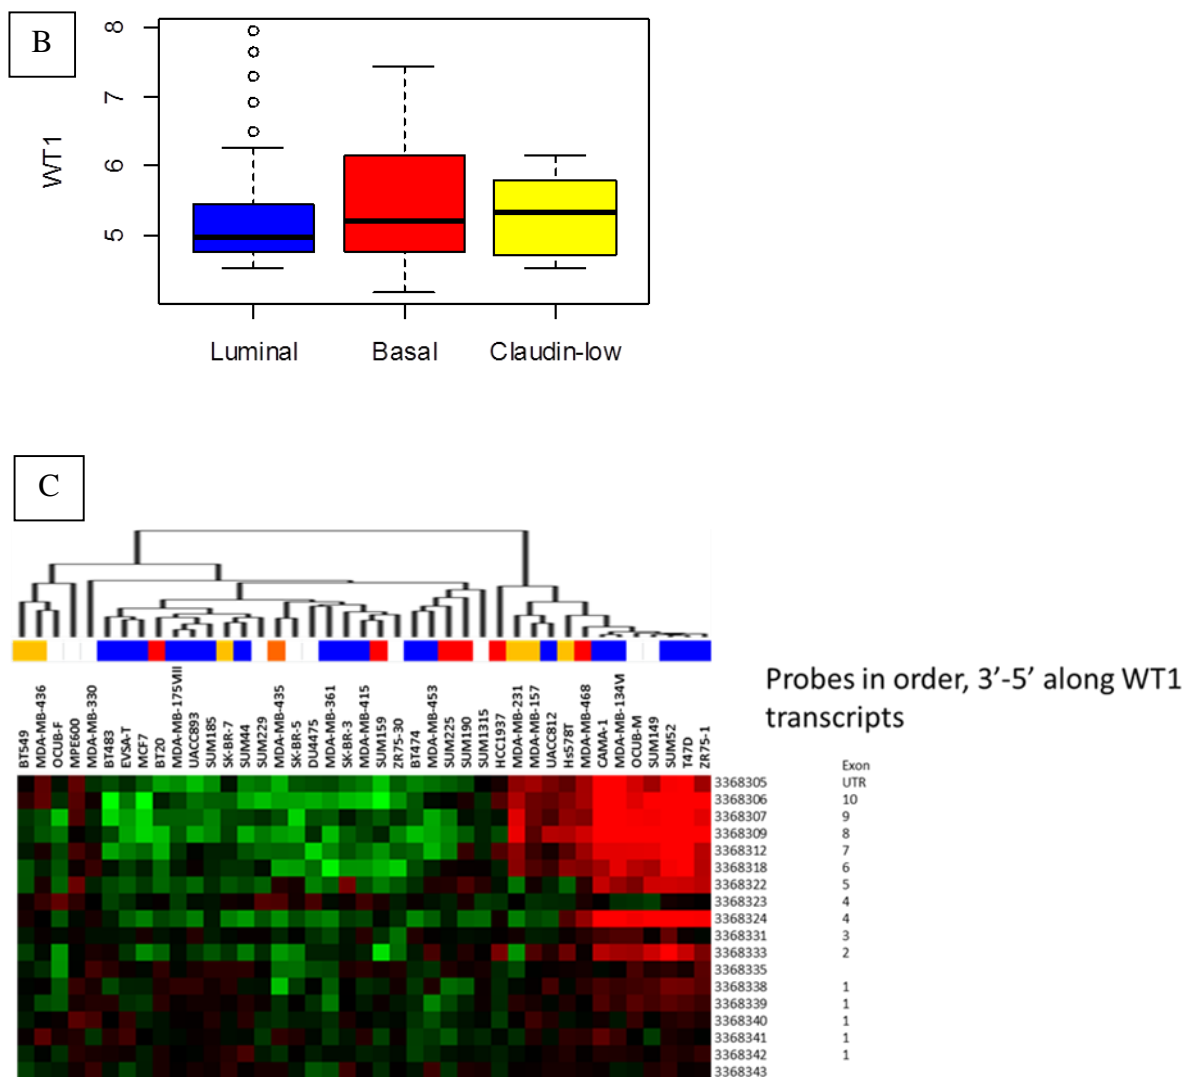 B
8
7
6
5
WT1
Luminal Basal Claudin-low
C
BT549
MDA-MB-436
OCUB-F
MPE600
MDA-MB-330
BT483
EVSA-T
MCF7
BT20
MDA-MB-175VIII
UACC893
SUM185
SK-BR-7
SUM44
SUM229
MDA-MB-435
SK-BR-5
DU4475
MDA-MB-361
SK-BR-3
MDA-MB-415
SUM159
ZR75-30
BT474
MDA-MB-453
SUM225
SUM190
SUM1315
HCC1937
MDA-MB-231
MDA-MB-157
UACC812
Hs578T
MDA-MB-468
CAMA-1
MDA-MB-134VI
OCUB-M
SUM149
SUM52
T47D
ZR75-1
Probes in order, 3’-5’ along WT1
transcripts
Exon
3368305 UTR
3368306 10
3368307 9
3368309 8
3368312 7
3368318 6
3368322 5
3368323 4
3368324 4
3368331 3
3368333 2
3368335
3368338 1
3368339 1
3368340 1
3368341 1
3368342 1
3368343